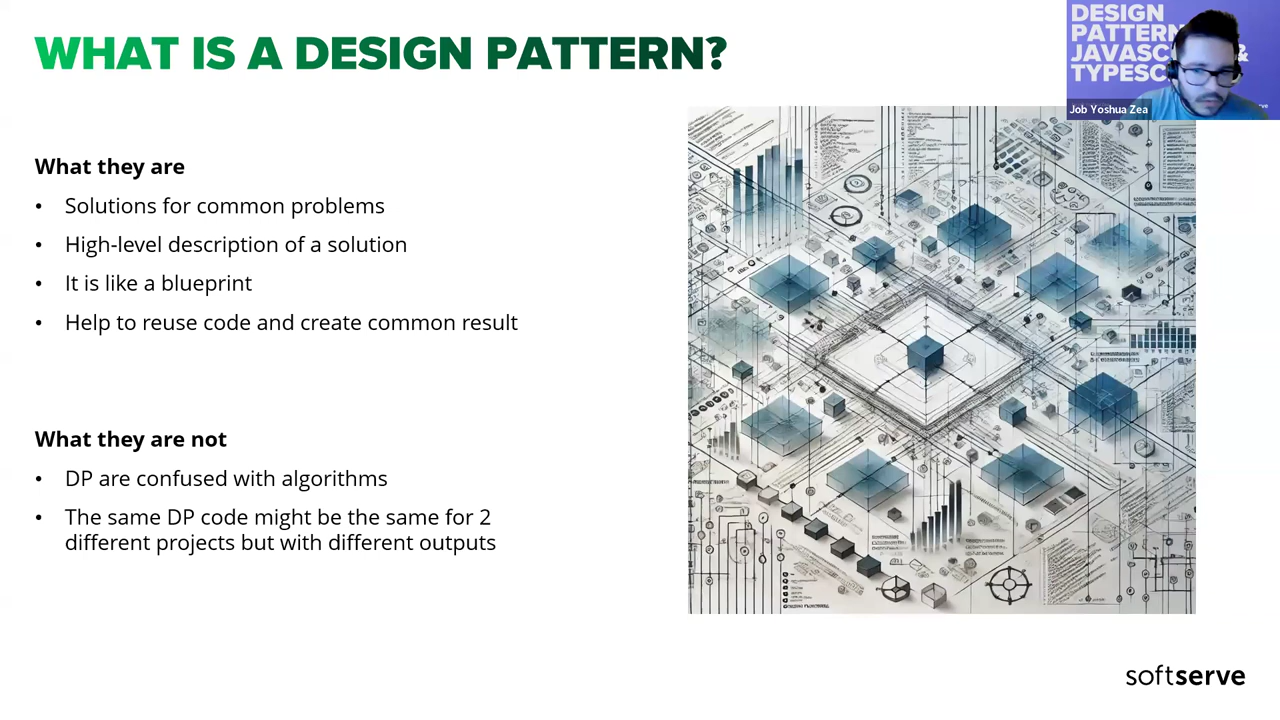 WHAT IS A DESIGN PATTERN?
DESIGN
PATTERN
JAVASC &
TYPESC
Job Yoshua Zea
What they are
• Solutions for common problems
• High-level description of a solution
• It is like a blueprint
• Help to reuse code and create common result
What they are not
• DP are confused with algorithms
• The same DP code might be the same for 2
different projects but with different outputs
softserve